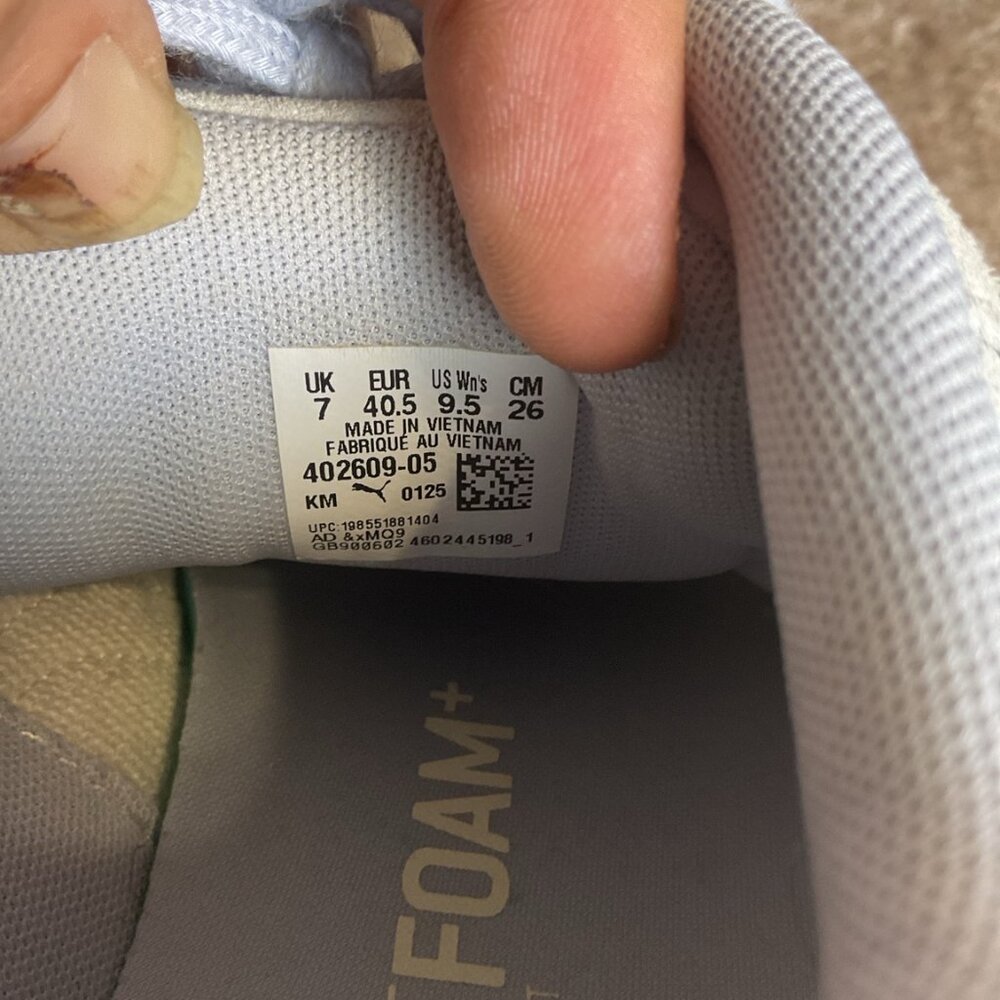 UK EUR US Wn's CM
7 40.5 9.5 26
MADE IN VIETNAM
FABRIQUÉ AU VIETNAM
402609-05
KM 0125
UPC:198551881404
AD &xMQ9
GB900602 4602445198_1
FOAM+